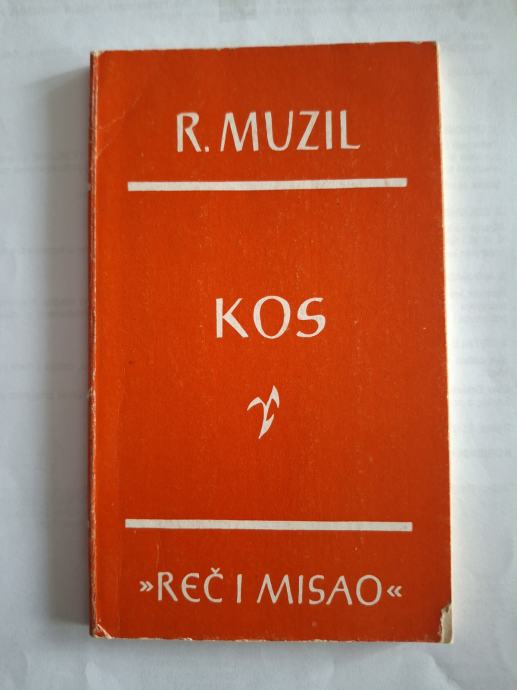 R. MUZIL
KOS
»REČ I MISAO«